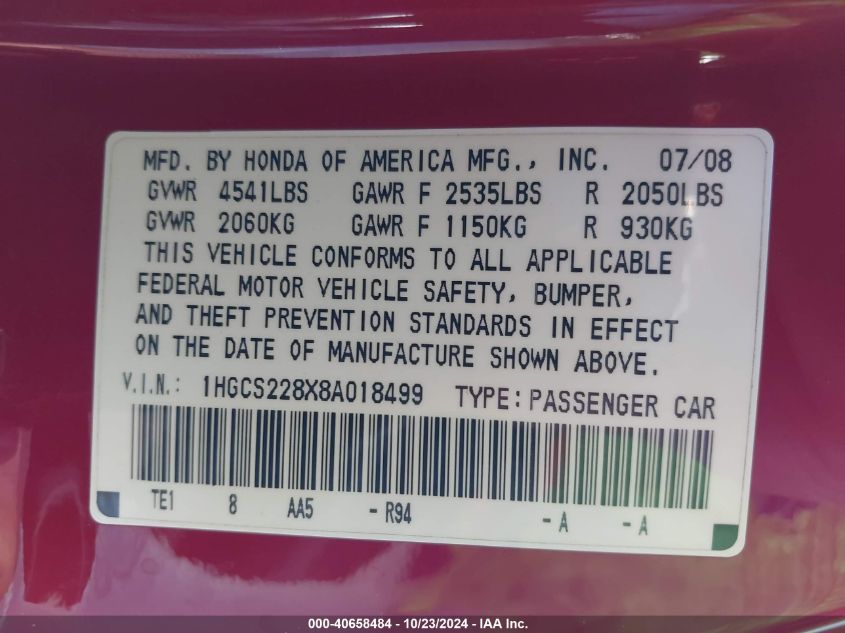 MFD. BY HONDA OF AMERICA MFG., INC. 07/08
GVWR 4541LBS GAWR F 2535LBS R 2050LBS
GVWR 2060KG GAWR F 1150KG R 930KG
THIS VEHICLE CONFORMS TO ALL APPLICABLE
FEDERAL MOTOR VEHICLE SAFETY, BUMPER,
AND THEFT PREVENTION STANDARDS IN EFFECT
ON THE DATE OF MANUFACTURE SHOWN ABOVE.
V.I.N.: 1HGCS228X8A018499 TYPE: PASSENGER CAR
TE1 8 AA5 - R94 - A - A
000-40658484 - 10/23/2024 - IAA Inc.